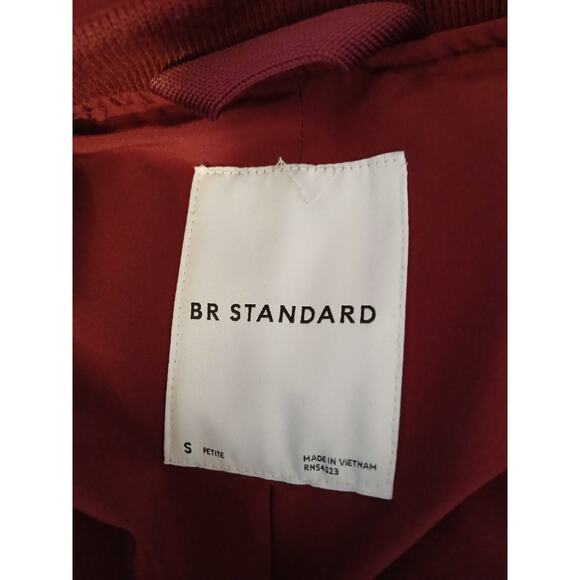 BR STANDARD
S PETITE
MADE IN VIETNAM
RN54023